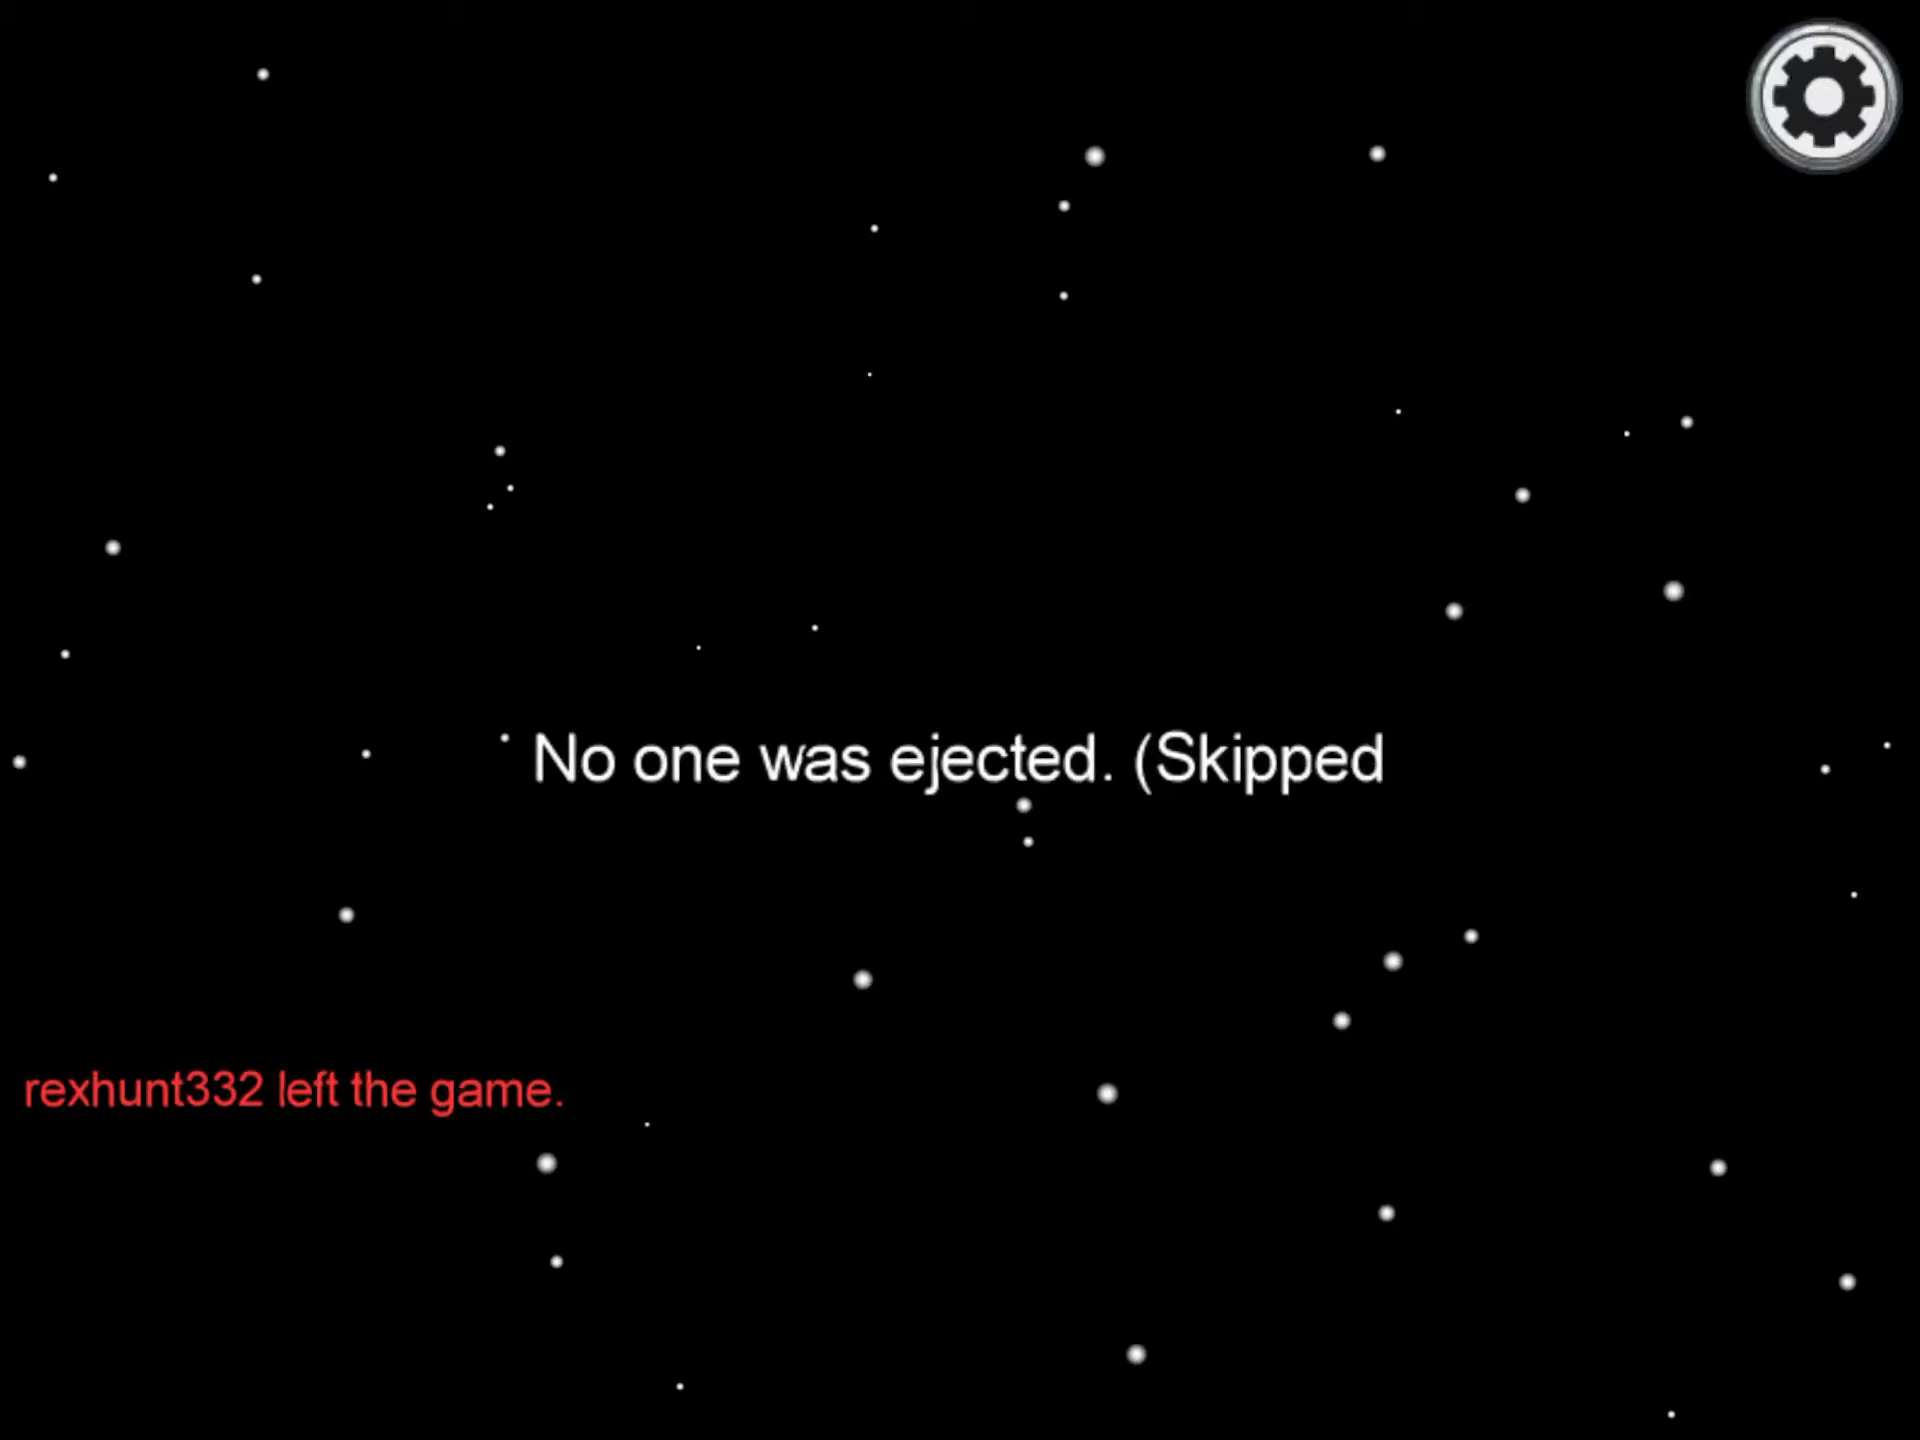 No one was ejected. (Skipped
rexhunt332 left the game.